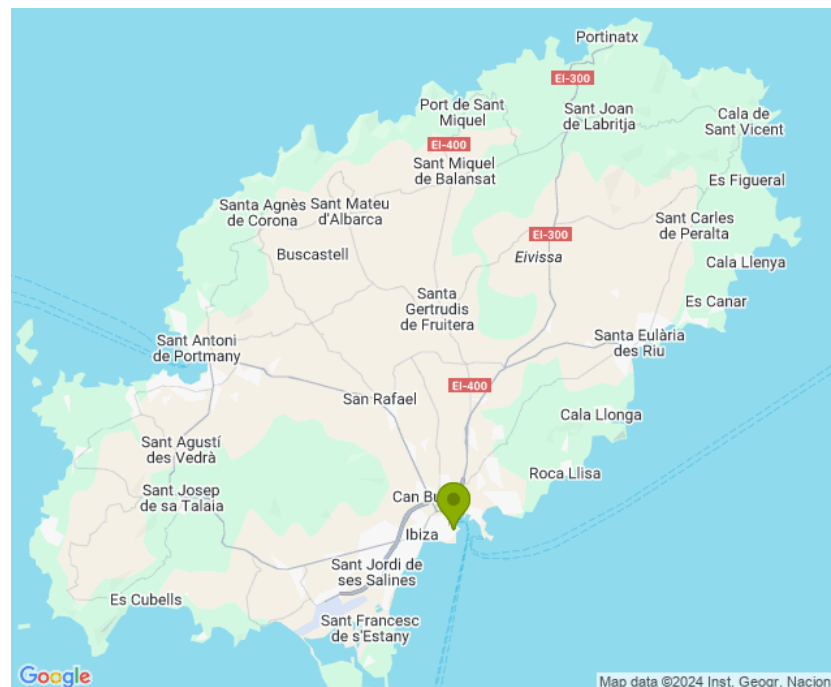 Portinatx
EI-300
Port de Sant
Miquel
Sant Joan
de Labritja
Cala de
Sant Vicent
EI-400
Sant Miquel
de Balansat
Es Figueral
Santa Agnès
de Corona
Sant Mateu
d'Albarca
Sant Carles
de Peralta
EI-300
Buscastell
Eivissa
Cala Llenya
Santa
Gertrudis
de Fruitera
Es Canar
Sant Antoni
de Portmany
Santa Eulària
des Riu
EI-400
San Rafael
Cala Llonga
Sant Agustí
des Vedrà
Roca Llisa
Sant Josep
de sa Talaia
Can Bu
Ibiza
Sant Jordi de
ses Salines
Es Cubells
Sant Francesc
de s'Estany
Google
Map data ©2024 Inst. Geogr. Nacion